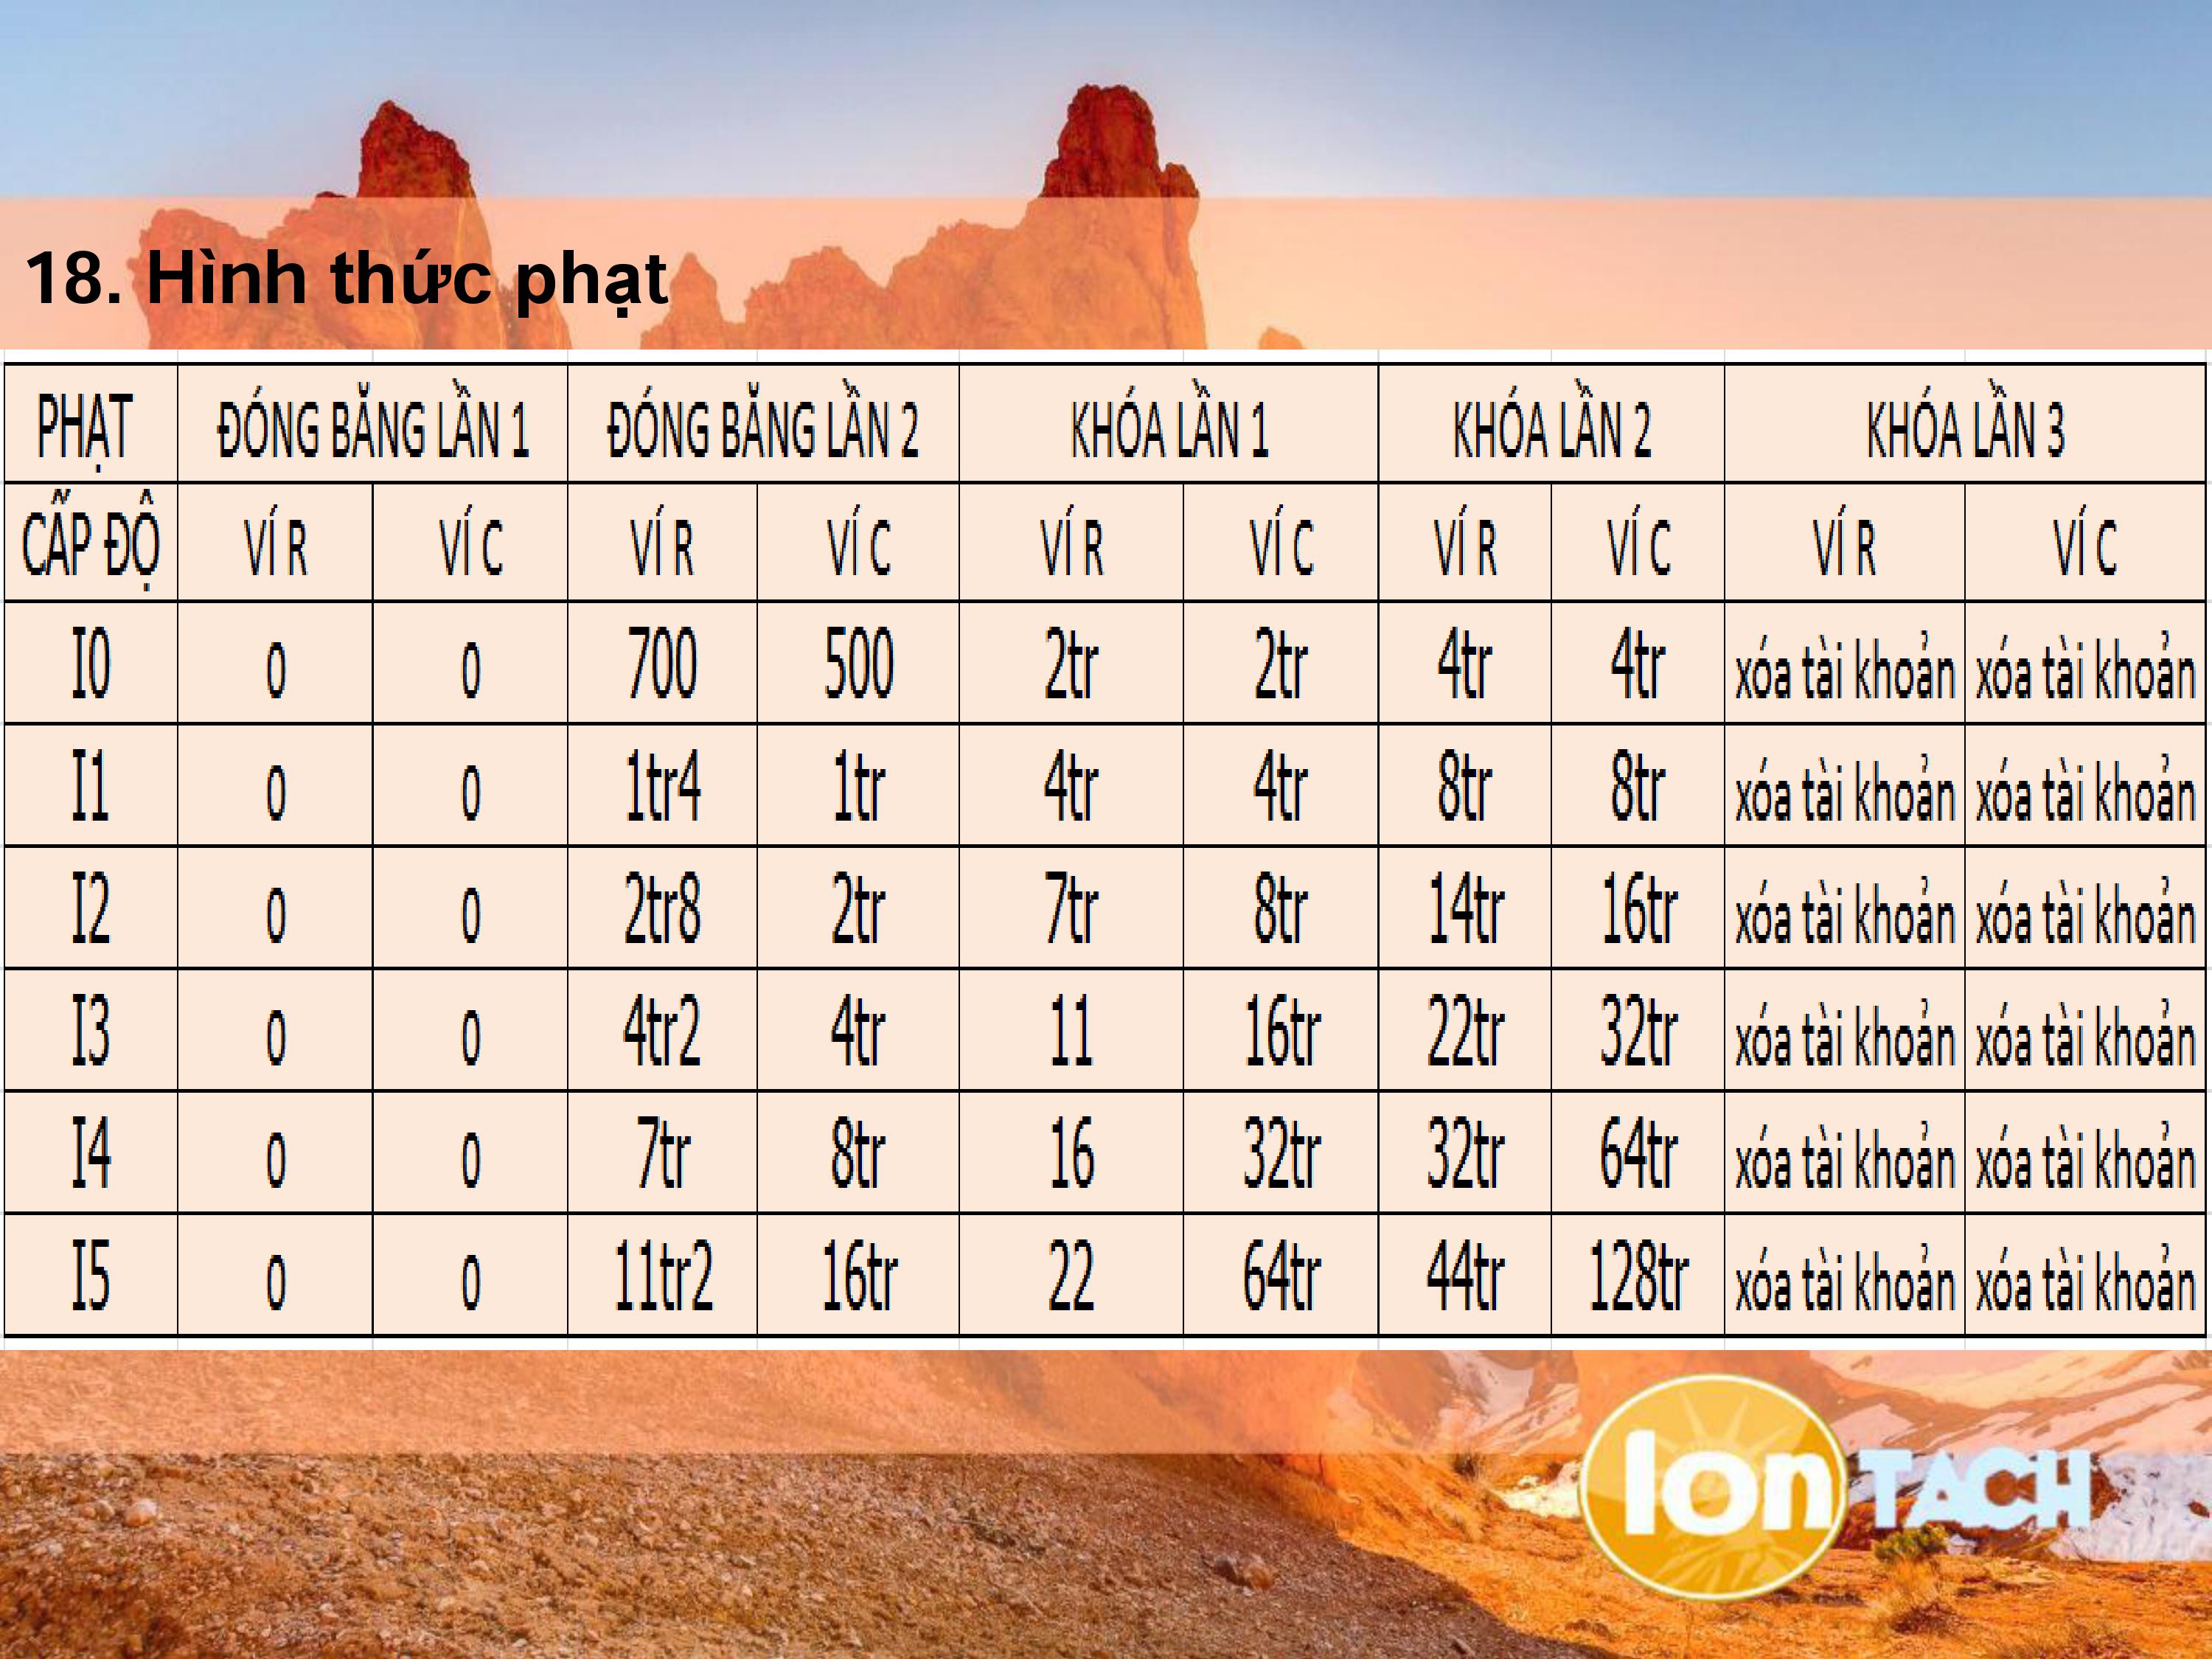 18. Hình thức phạt
PHẠT ĐÓNG BĂNG LẦN 1 ĐÓNG BĂNG LẦN 2 KHÓA LẦN 1 KHÓA LẦN 2 KHÓA LẦN 3
CẤP ĐỘ VÍ R VÍ C VÍ R VÍ C VÍ R VÍ C VÍ R VÍ C VÍ R VÍ C
I0 0 0 700 500 2tr 2tr 4tr 4tr xóa tài khoản xóa tài khoản
I1 0 0 1tr4 1tr 4tr 4tr 8tr 8tr xóa tài khoản xóa tài khoản
I2 0 0 2tr8 2tr 7tr 8tr 14tr 16tr xóa tài khoản xóa tài khoản
I3 0 0 4tr2 4tr 11 16tr 22tr 32tr xóa tài khoản xóa tài khoản
I4 0 0 7tr 8tr 16 32tr 32tr 64tr xóa tài khoản xóa tài khoản
I5 0 0 11tr2 16tr 22 64tr 44tr 128tr xóa tài khoản xóa tài khoản
Ion TACH